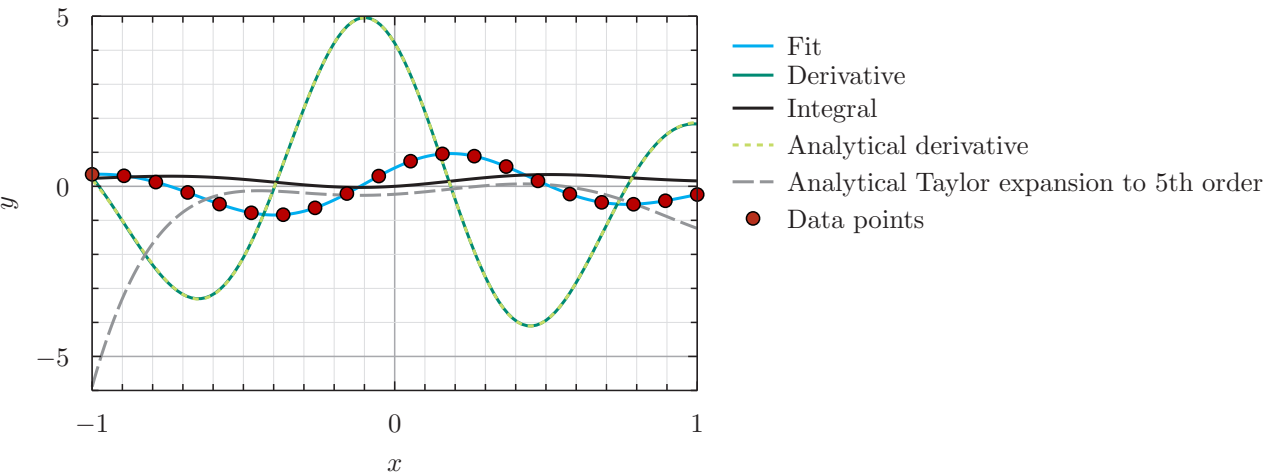 5
0
−5
y
−1
0
1
x
Fit
Derivative
Integral
Analytical derivative
Analytical Taylor expansion to 5th order
Data points